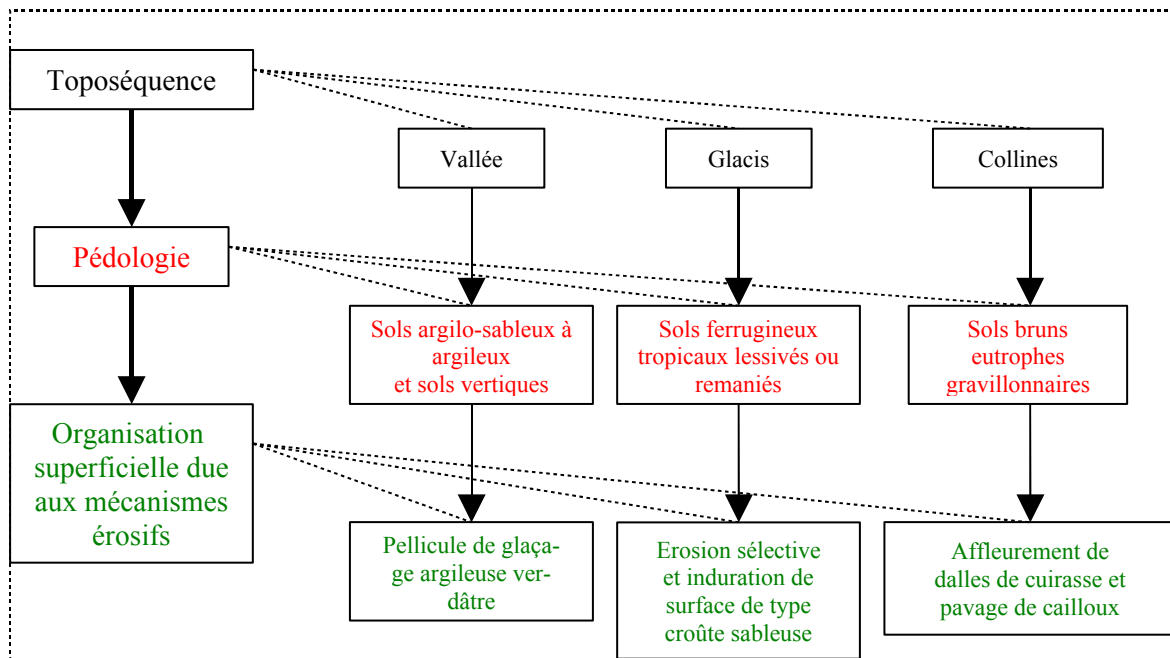 Toposéquence
Vallée
Glacis
Collines
Pédologie
Sols argilo-sableux à
argileux
et sols vertiques
Sols ferrugineux
tropicaux lessivés ou
remaniés
Sols bruns
eutrophes
gravillonnaires
Organisation
superficielle due
aux mécanismes
érosifs
Pellicule de glaça-
ge argileuse ver-
dâtre
Erosion sélective
et induration de
surface de type
croûte sableuse
Affleurement de
dalles de cuirasse et
pavage de cailloux